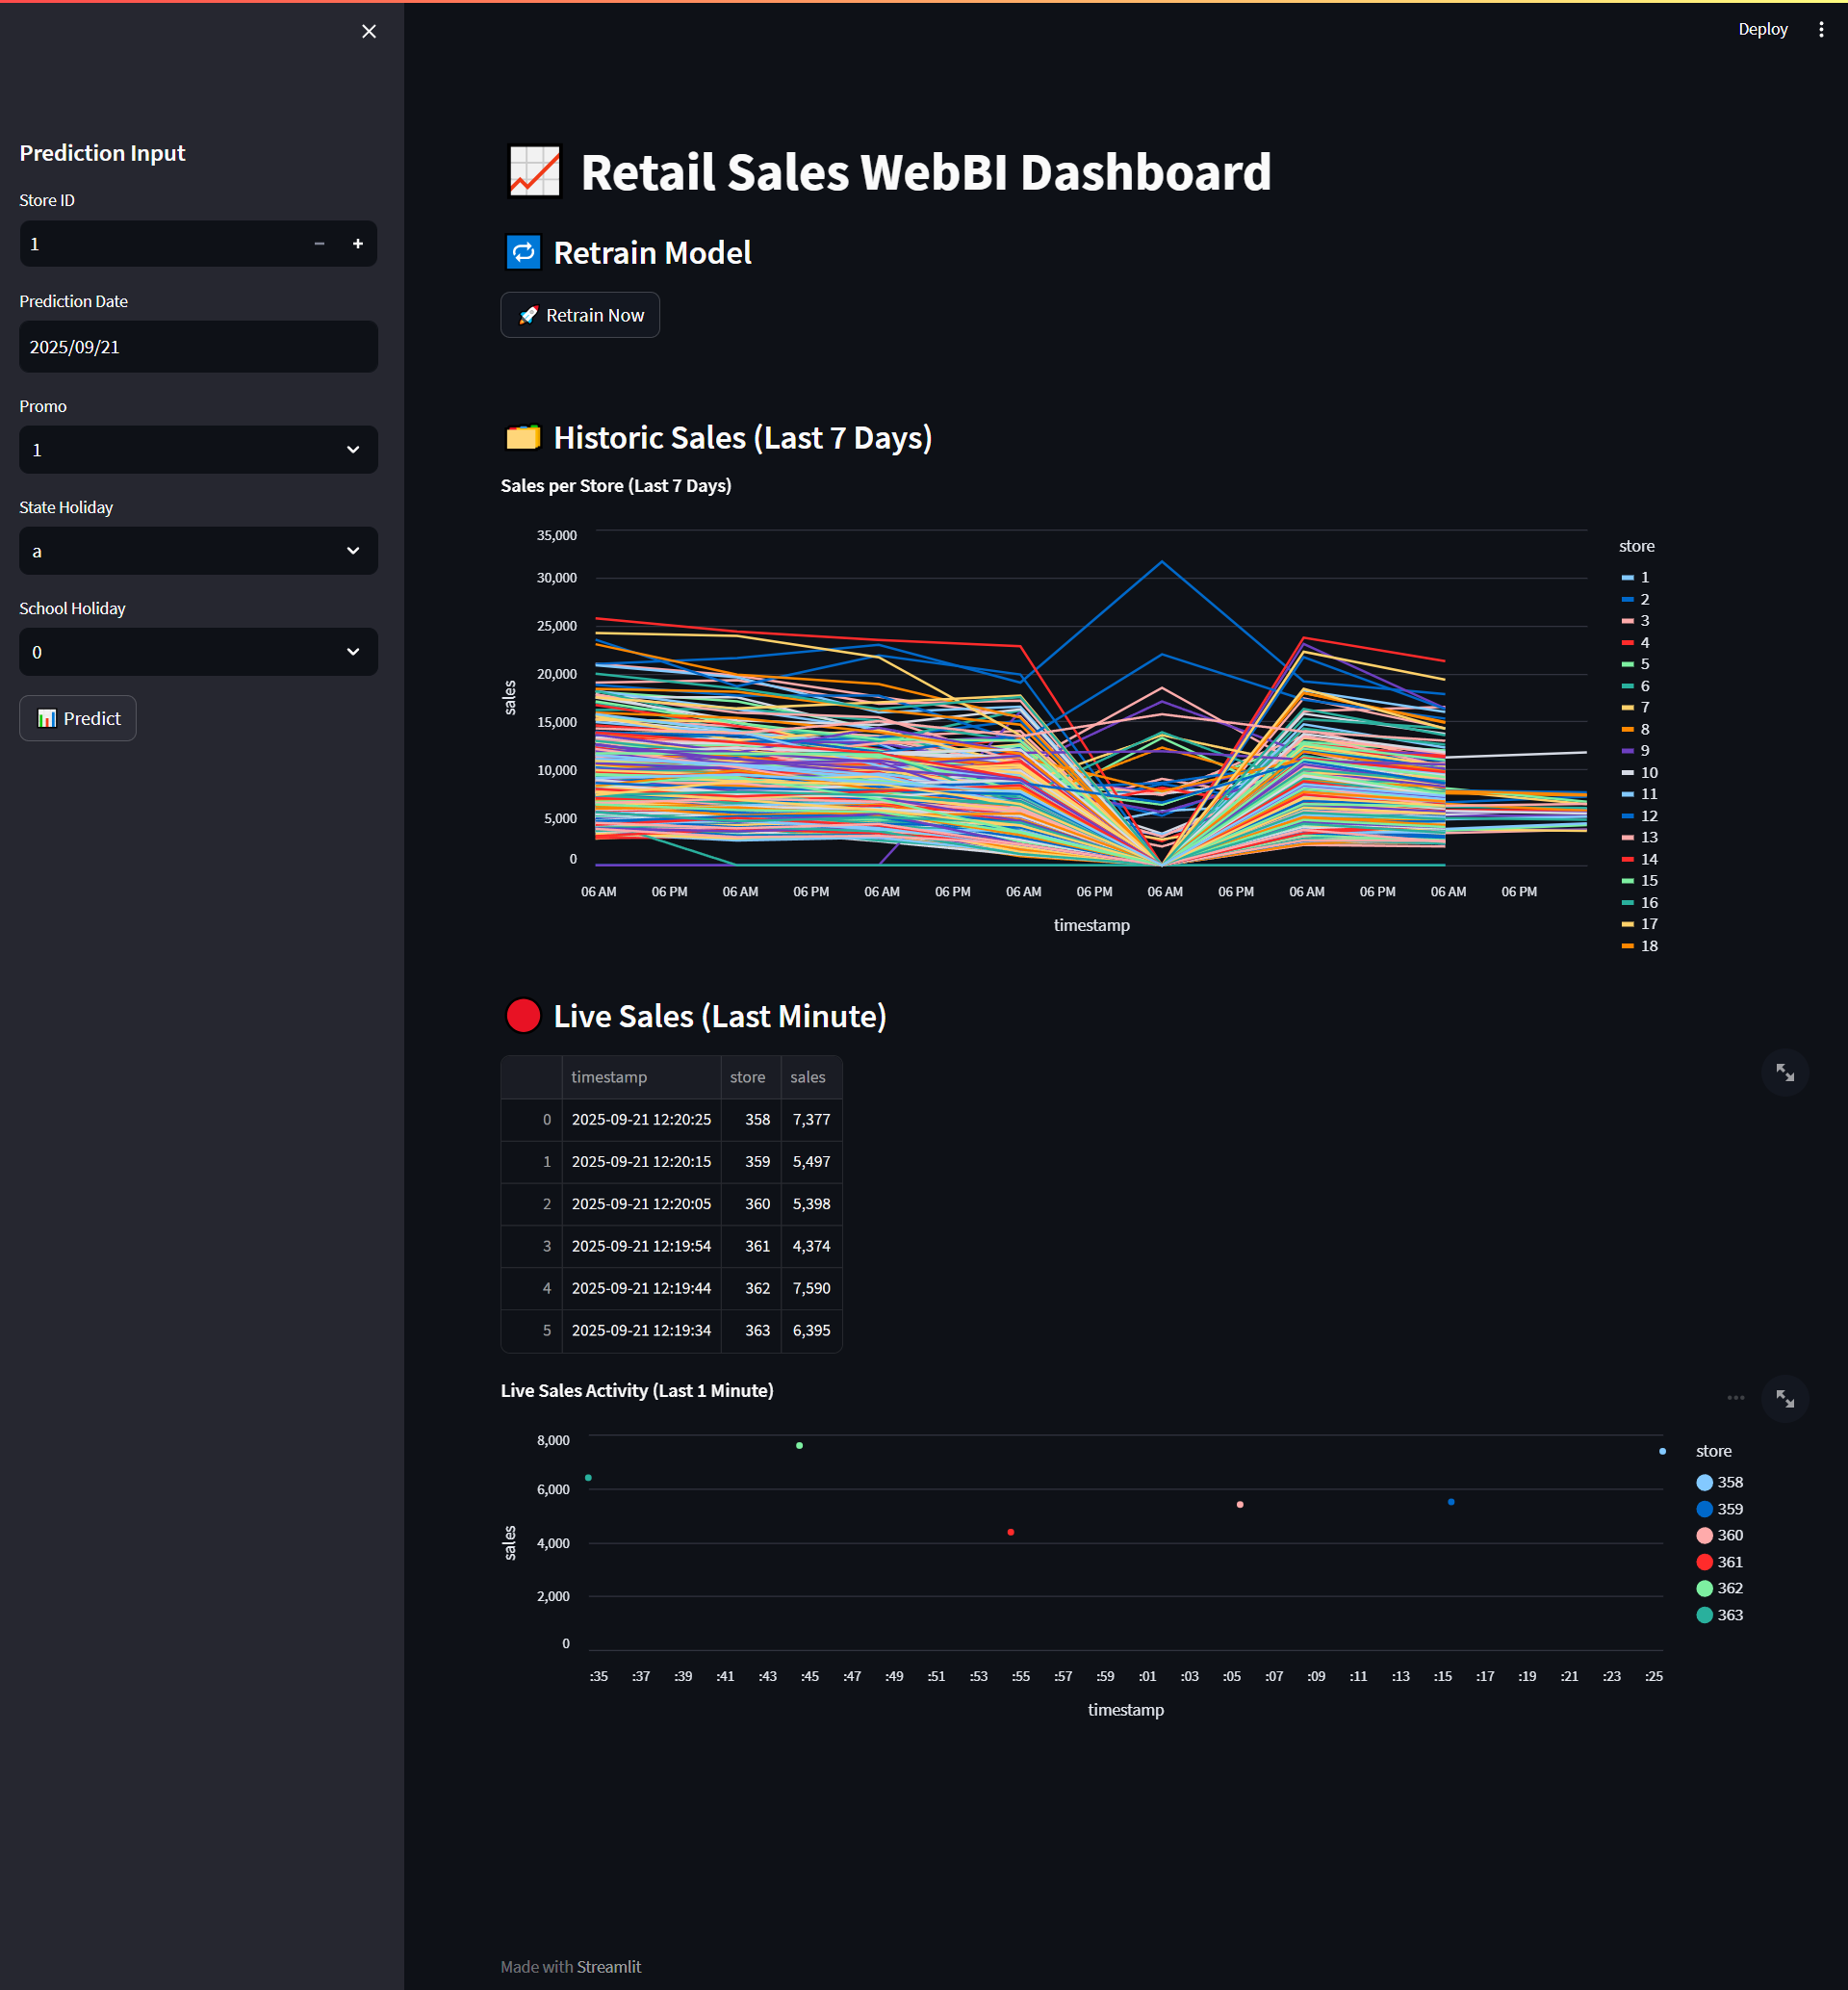 Deploy
Prediction Input
Store ID
1
Prediction Date
2025/09/21
Promo
1
State Holiday
a
School Holiday
0
Predict
Retail Sales WebBI Dashboard
Retrain Model
Retrain Now
Historic Sales (Last 7 Days)
Sales per Store (Last 7 Days)
35,000
30,000
25,000
20,000
15,000
10,000
5,000
0
sales
06 AM 06 PM 06 AM 06 PM 06 AM 06 PM 06 AM 06 PM 06 AM 06 PM 06 AM 06 PM 06 AM 06 PM
timestamp
store
1
2
3
4
5
6
7
8
9
10
11
12
13
14
15
16
17
18
Live Sales (Last Minute)
timestamp store sales
0 2025-09-21 12:20:25 358 7,377
1 2025-09-21 12:20:15 359 5,497
2 2025-09-21 12:20:05 360 5,398
3 2025-09-21 12:19:54 361 4,374
4 2025-09-21 12:19:44 362 7,590
5 2025-09-21 12:19:34 363 6,395
Live Sales Activity (Last 1 Minute)
8,000
6,000
4,000
2,000
0
sales
:35 :37 :39 :41 :43 :45 :47 :49 :51 :53 :55 :57 :59 :01 :03 :05 :07 :09 :11 :13 :15 :17 :19 :21 :23 :25
timestamp
store
358
359
360
361
362
363
Made with Streamlit